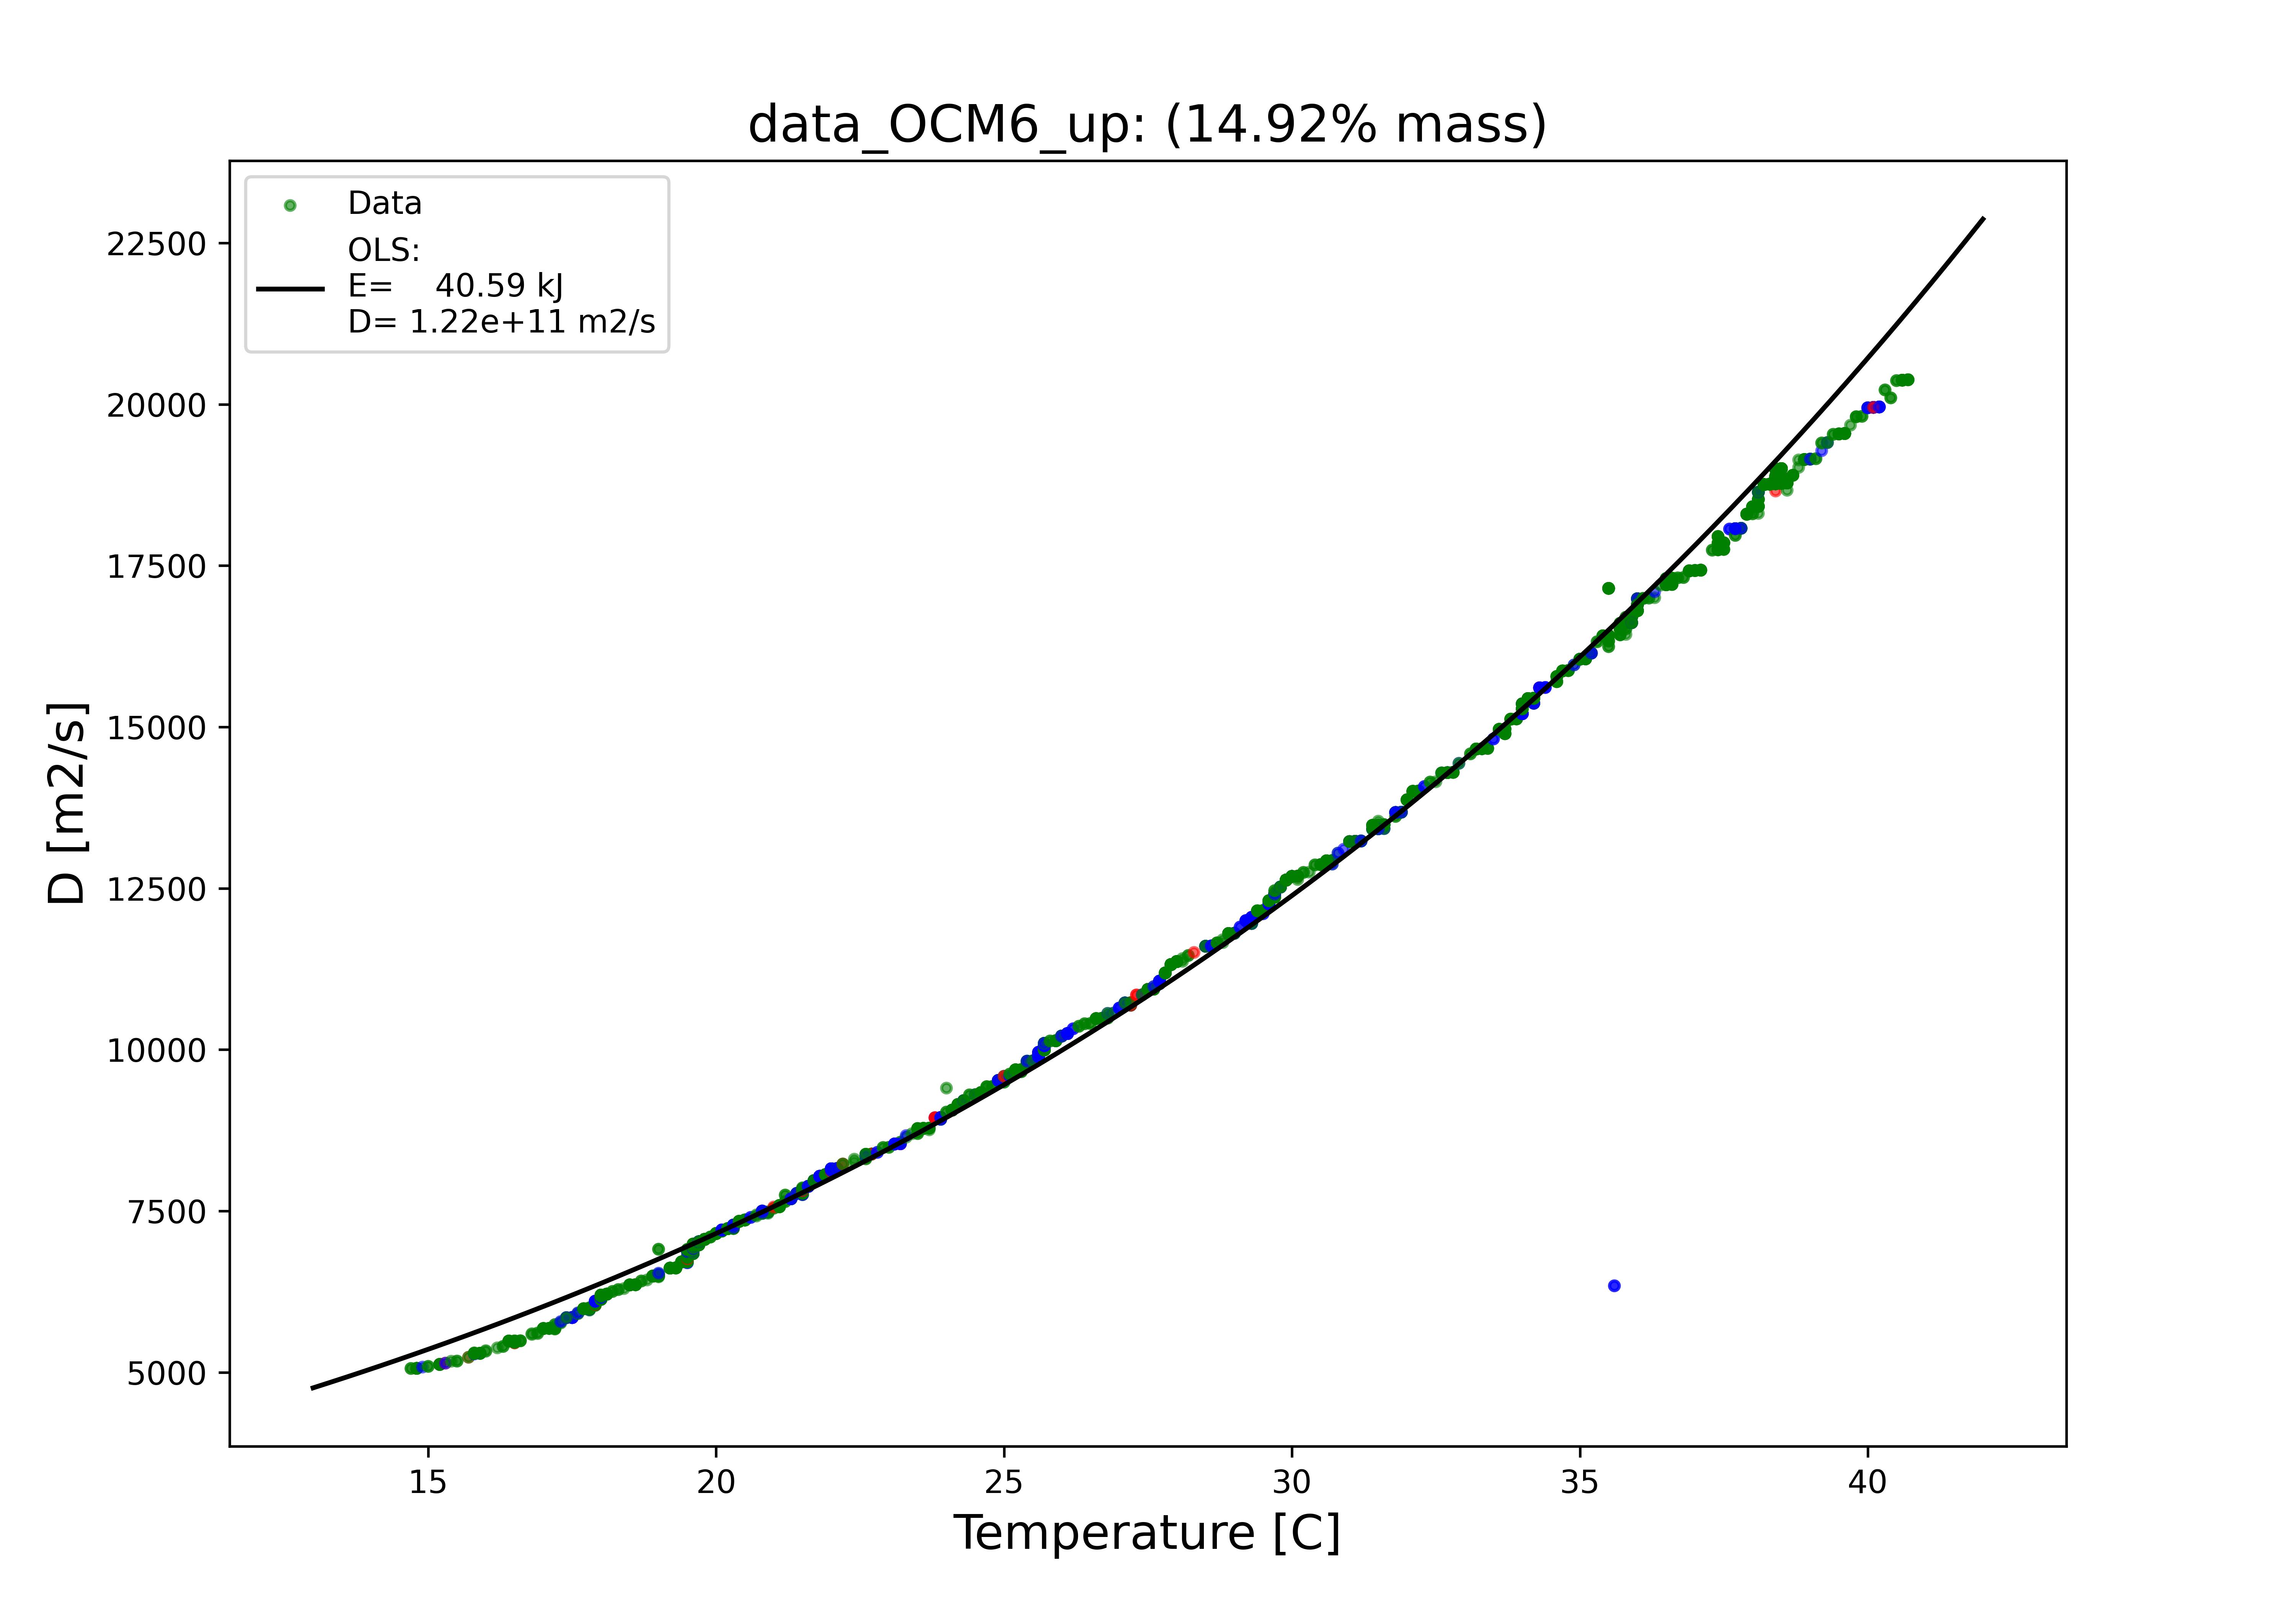 data_OCM6_up: (14.92% mass)
Data
OLS:
E= 40.59 kJ
D= 1.22e+11 m2/s
22500
20000
17500
15000
12500
10000
7500
5000
D [m2/s]
15 20 25 30 35 40
Temperature [C]